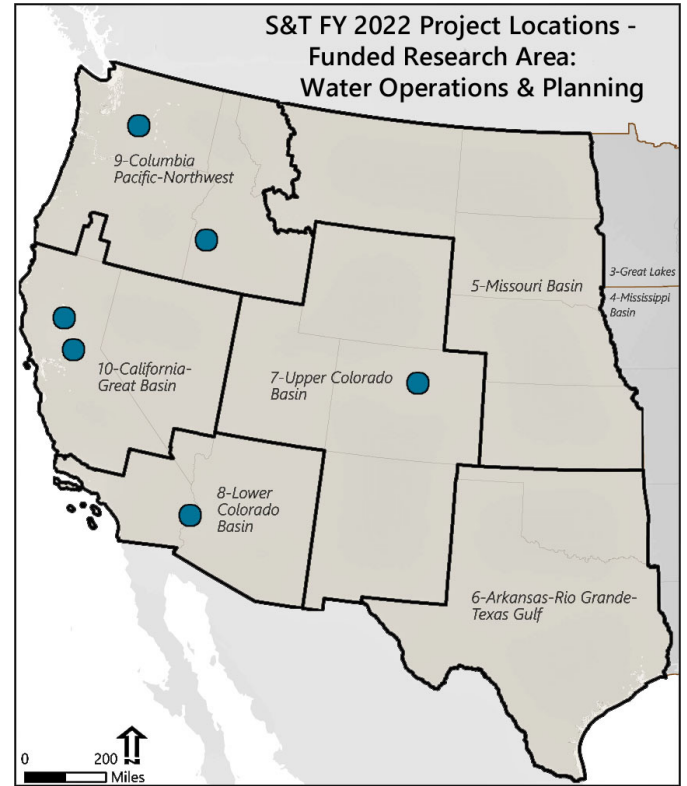 S&T FY 2022 Project Locations -
Funded Research Area:
Water Operations & Planning
9-Columbia
Pacific-Northwest
3-Great Lakes
5-Missouri Basin
4-Mississippi
Basin
10-California-
Great Basin
7-Upper Colorado
Basin
8-Lower
Colorado
Basin
6-Arkansas-Rio Grande-
Texas Gulf
0 200
N
Miles